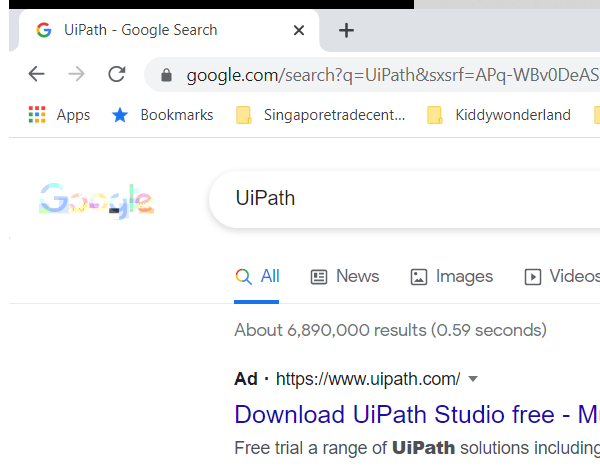 UiPath - Google Search
google.com/search?q=UiPath&sxsrf=APq-WBv0DeAS
Apps Bookmarks Singaporetradecent... Kiddywonderland
Google UiPath
All News Images Videos
About 6,890,000 results (0.59 seconds)
Ad · https://www.uipath.com/
Download UiPath Studio free - M
Free trial a range of UiPath solutions including